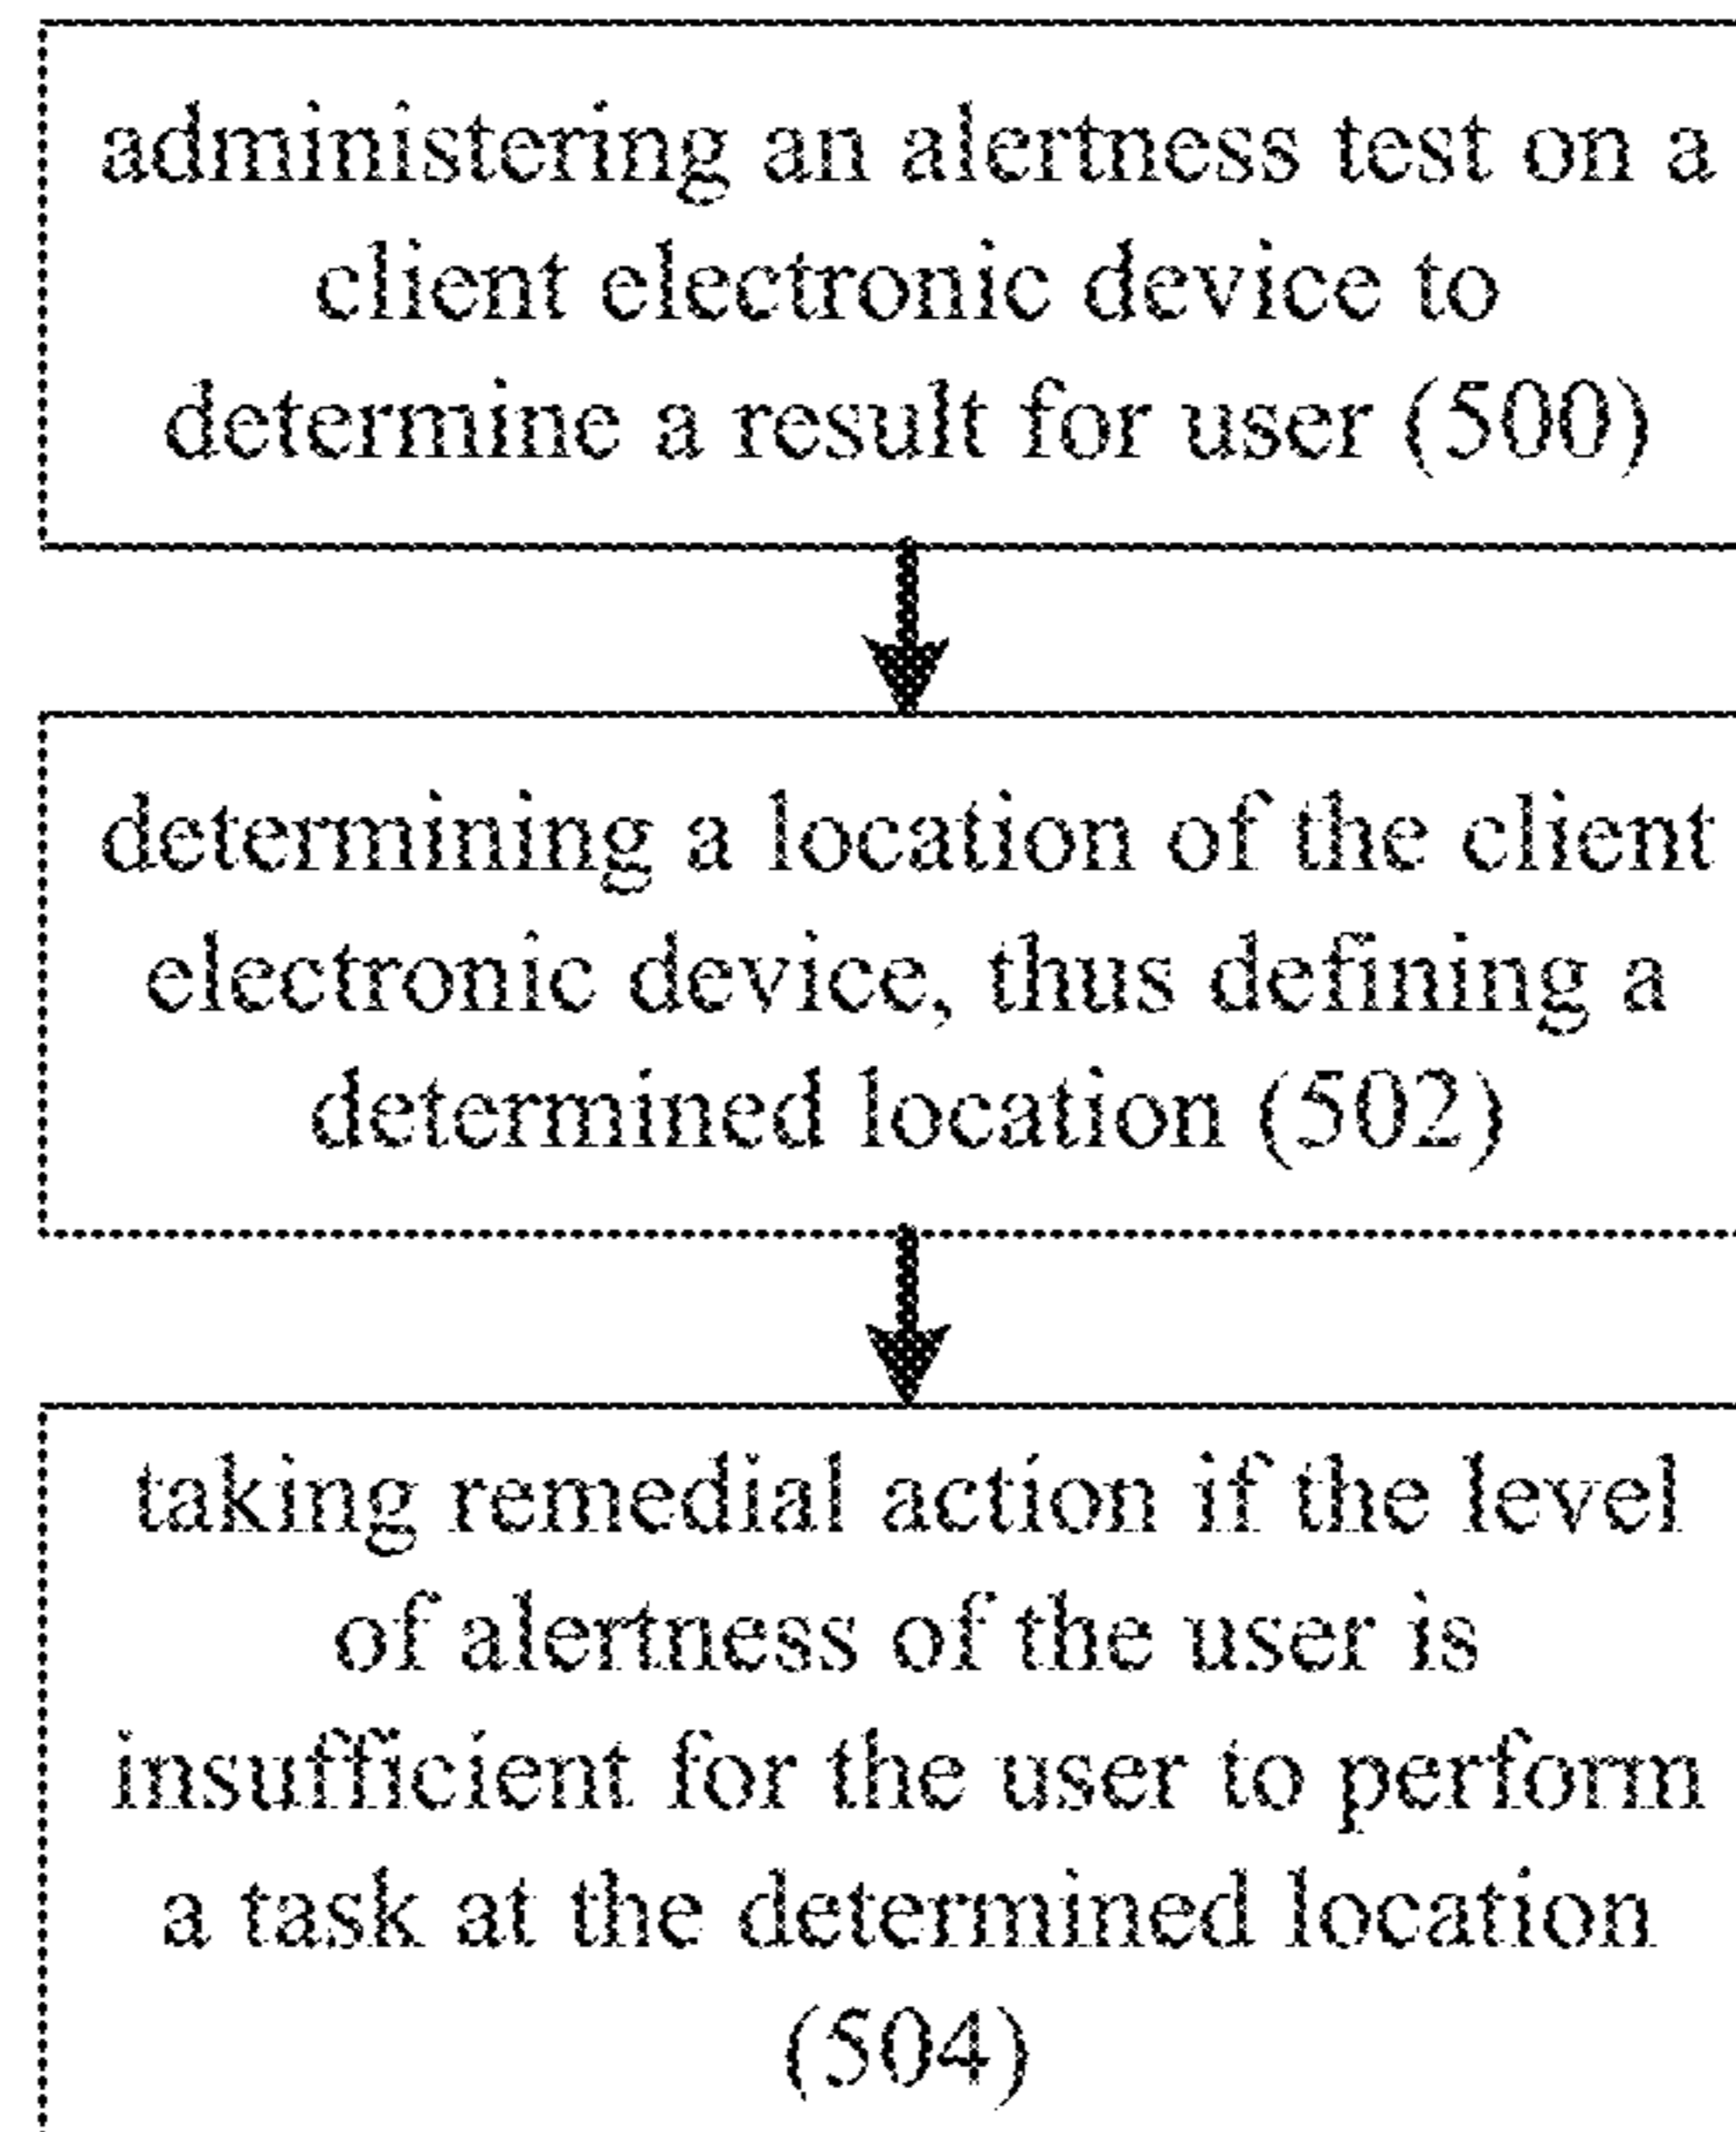 administering an alertness test on a
client electronic device to
determine a result for user (500)
determining a location of the client
electronic device, thus defining a
determined location (502)
taking remedial action if the level
of alertness of the user is
insufficient for the user to perform
a task at the determined location
(504)